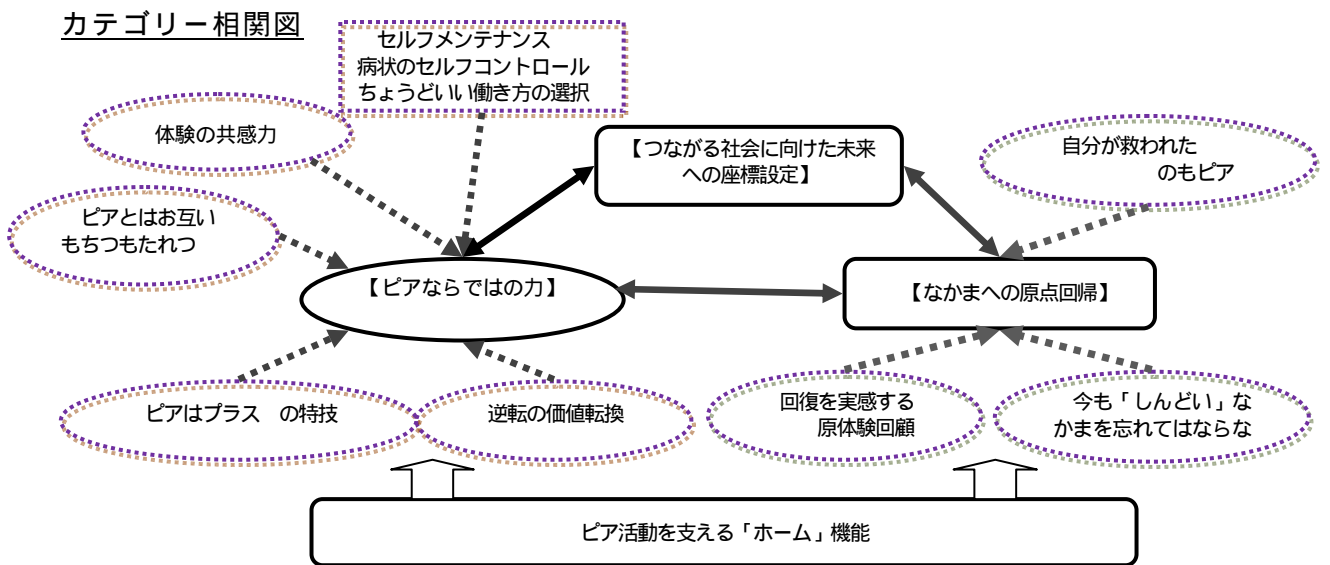 カテゴリー相関図
セルフメンテナンス
病状のセルフコントロール
ちょうどいい働き方の選択
体験の共感力
【つながる社会に向けた未来
への座標設定】
自分が救われた
のもピア
ピアとはお互い
もちつもたれつ
【ピアならではの力】
【なかまへの原点回帰】
ピアはプラス の特技
逆転の価値転換
回復を実感する
原体験回顧
今も「しんどい」な
かまを忘れてはならな
ピア活動を支える「ホーム」機能